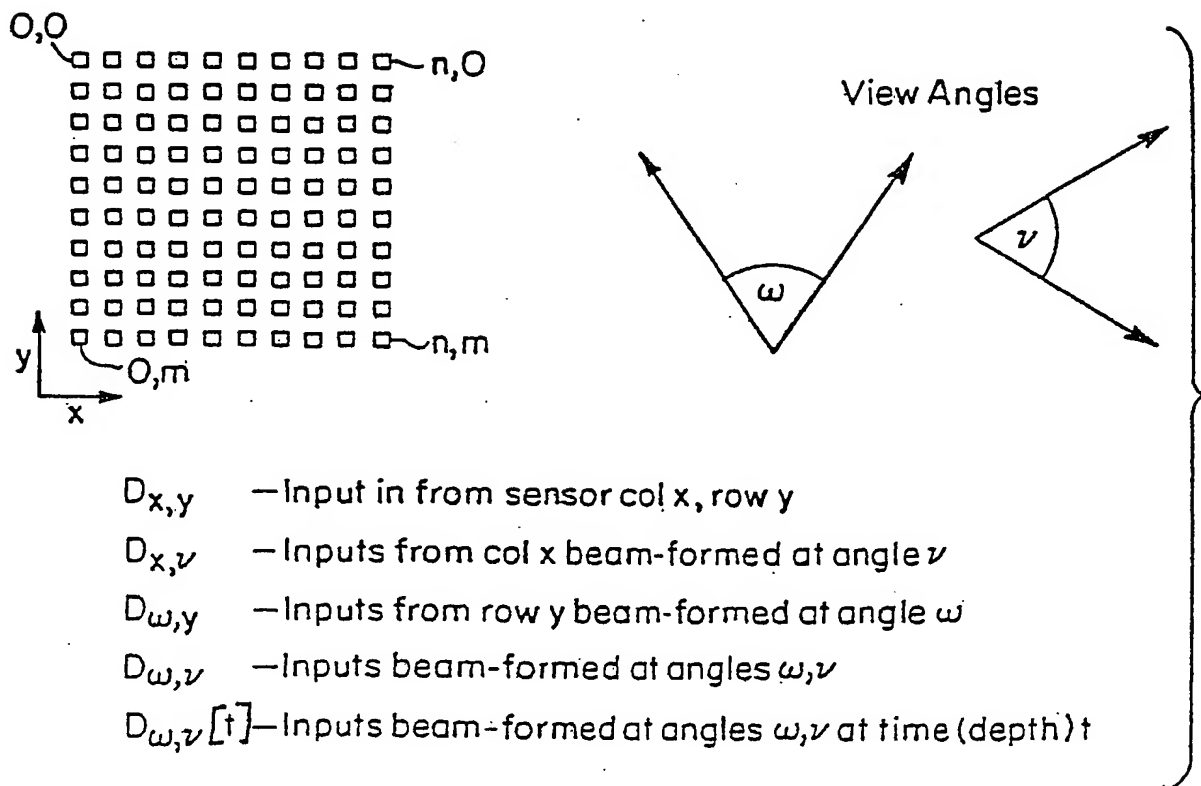 0,0
n,0
View Angles
ω
ν
n,m
0,m
y
x
Dx,y —Input in from sensor col x, row y
Dx,ν —Inputs from col x beam-formed at angle ν
Dω,y —Inputs from row y beam-formed at angle ω
Dω,ν —Inputs beam-formed at angles ω,ν
Dω,ν[t]—Inputs beam-formed at angles ω,ν at time (depth) t